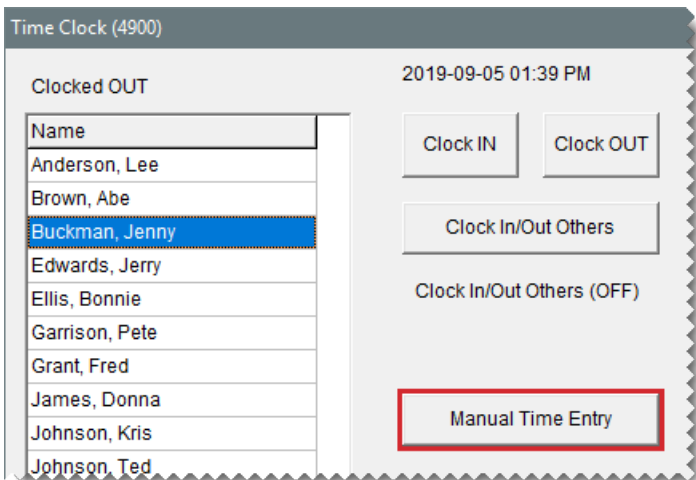 Time Clock (4900)
Clocked OUT
Name
Anderson, Lee
Brown, Abe
Buckman, Jenny
Edwards, Jerry
Ellis, Bonnie
Garrison, Pete
Grant, Fred
James, Donna
Johnson, Kris
Johnson, Ted
2019-09-05 01:39 PM
Clock IN
Clock OUT
Clock In/Out Others
Clock In/Out Others (OFF)
Manual Time Entry